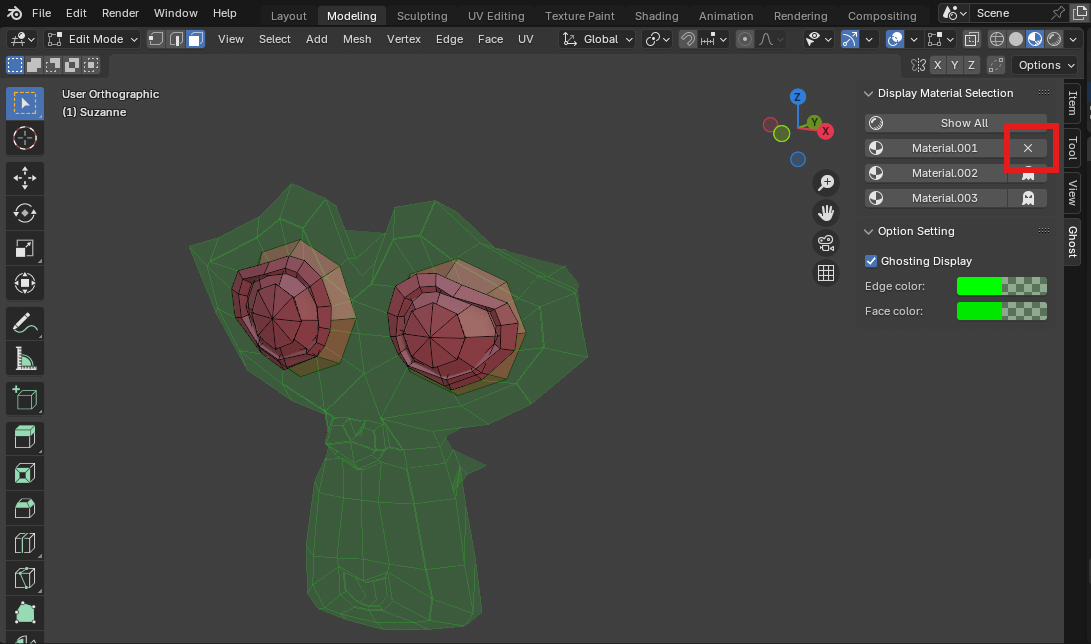 File Edit Render Window Help Layout Modeling Sculpting UV Editing Texture Paint Shading Animation Rendering Compositing Scene
Edit Mode View Select Add Mesh Vertex Edge Face UV Global
X Y Z Options
User Orthographic
(1) Suzanne
Z
Y
X
Display Material Selection
Show All
Material.001
Material.002
Material.003
Option Setting
Ghosting Display
Edge color:
Face color:
Item
Tool
View
Ghost